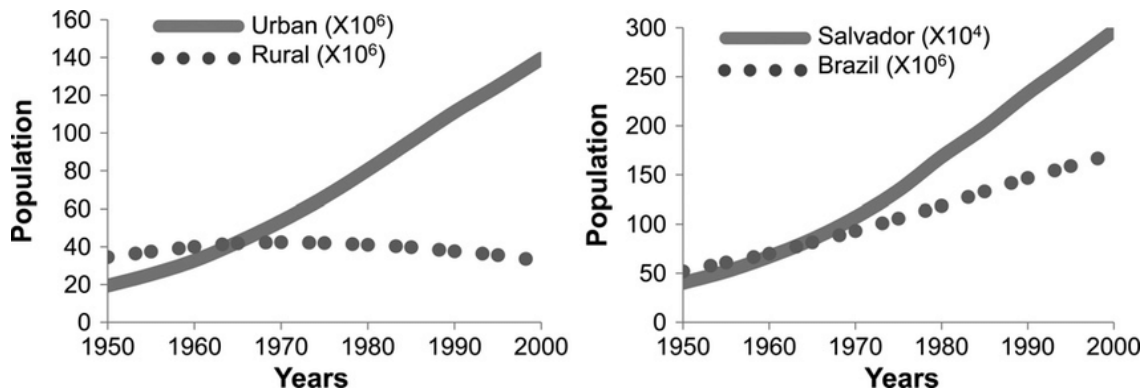 160
140
120
100
80
60
40
20
0
Population
Urban (X10⁶)
Rural (X10⁶)
1950 1960 1970 1980 1990 2000
Years
300
250
200
150
100
50
0
Population
Salvador (X10⁴)
Brazil (X10⁶)
1950 1960 1970 1980 1990 2000
Years